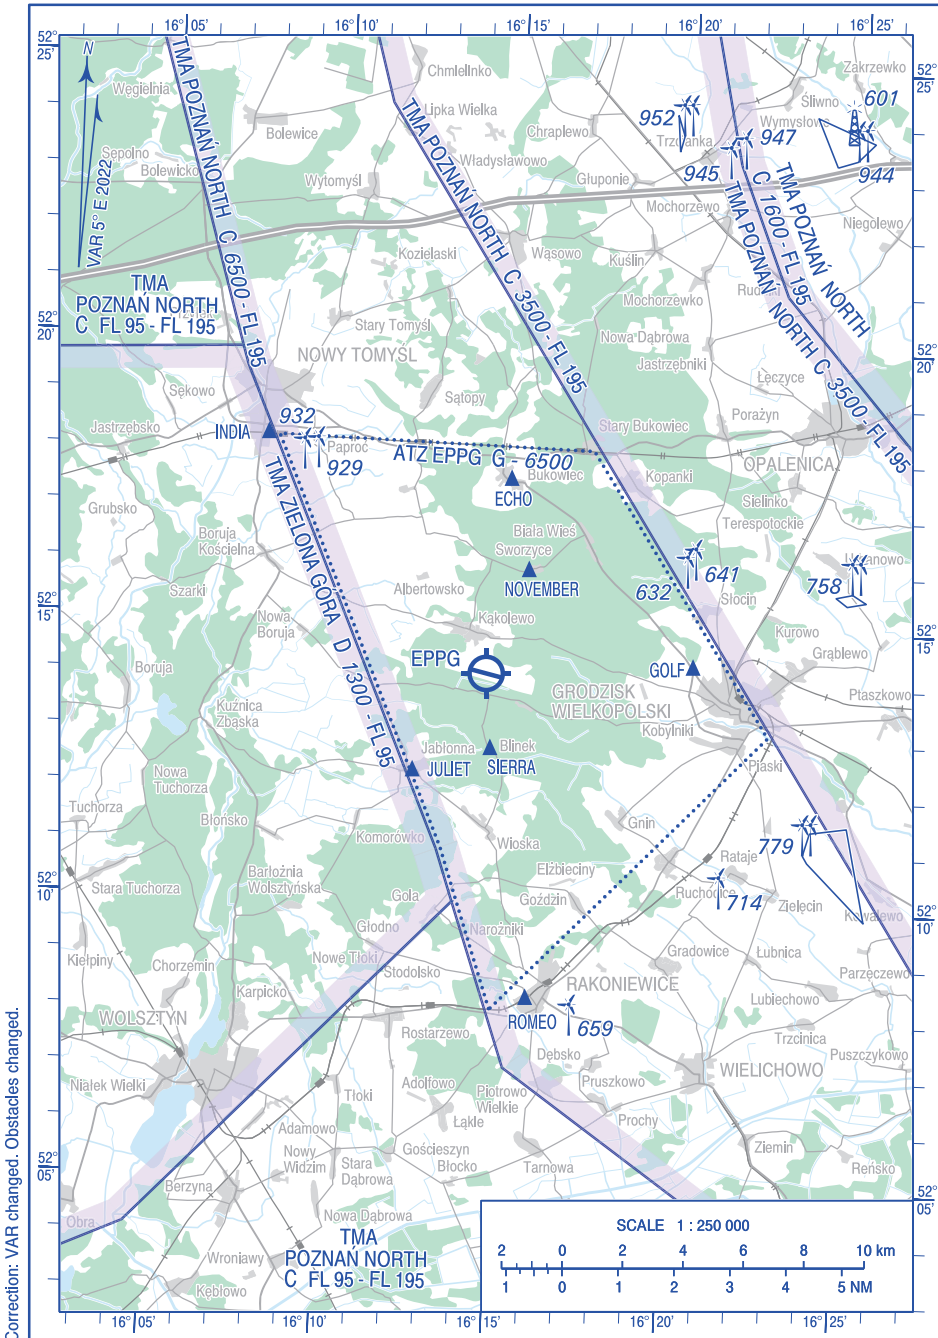 16° 05'
16° 10'
16° 15'
16° 20'
16° 25'
52°
25'
52°
25'
N
VAR 5° E 2022
Węgielnia
Bolewice
Sępolno
Bolewicko
Wytomyśl
Chmielinko
Lipka Wielka
Chraplewo
Władysławowo
Głuponie
952
Trzcianka
945
947
Zakrzewko
Śliwno
601
Wymysłowo
944
Mochorzewo
Niegolewo
TMA POZNAŃ NORTH C 6500 - FL 195
TMA POZNAŃ NORTH C 3500 - FL 195
TMA POZNAŃ NORTH
C 1600 - FL 195
TMA POZNAŃ NORTH C 3500 - FL 195
Kozielaski
Wąsowo
Kuślin
Mochorzewko
TMA
POZNAŃ NORTH
C FL 95 - FL 195
52°
20'
52°
20'
Stary Tomyśl
Nowa Dąbrowa
Jastrzębniki
NOWY TOMYŚL
Łęczyce
Sękowo
Sątopy
Porażyn
Jastrzębsko
INDIA
932
929
Paproć
ATZ EPPG G - 6500
Stary Bukowiec
OPALENICA
Bukowiec
ECHO
Kopanki
Sielinko
Terespotockie
Grubsko
Boruja
Kościelna
Biała Wieś
Sworzyce
NOVEMBER
632
641
758
Szarki
TMA ZIELONA GÓRA D 1300 - FL 95
Albertowsko
Słocin
52°
15'
52°
15'
Nowa
Boruja
Kąkolewo
Kurowo
Grąblewo
Boruja
EPPG
GOLF
Kuźnica
Zbąska
GRODZISK
WIELKOPOLSKI
Ptaszkowo
Kobylniki
Jabłonna
JULIET
Blinek
SIERRA
Piaski
Nowa
Tuchorza
Tuchorza
Błońsko
Komorówko
Wioska
Gnin
779
Rataje
Elżbieciny
Ruchocice
714
Barłożnia
Wolsztyńska
Stara Tuchorza
Gola
Goździn
Zielęcin
Kowalewo
52°
10'
52°
10'
Głodno
Narożniki
Kiełpiny
Chorzemin
Nowe Tłoki
Stodolsko
Gradowice
Łubnica
Parzęczewo
Karpicko
RAKONIEWICE
Lubiechowo
WOLSZTYN
ROMEO
659
Rostarzewo
Trzcinica
Puszczykowo
Dębsko
WIELICHOWO
Niałek Wielki
Tłoki
Adolfowo
Piotrowo
Wielkie
Pruszkowo
Łąkle
Prochy
Adamowo
Ziemin
Nowy
Widzim
Stara
Dąbrowa
Gościeszyn
Błocko
Tarnowa
Reńsko
52°
05'
52°
05'
Berzyna
Obra
Nowa Dąbrowa
TMA
POZNAŃ NORTH
C FL 95 - FL 195
Wroniawy
Kębłowo
SCALE 1 : 250 000
2 0 2 4 6 8 10 km
1 0 1 2 3 4 5 NM
16° 05'
16° 10'
16° 15'
16° 20'
16° 25'
Correction: VAR changed. Obstacles changed.